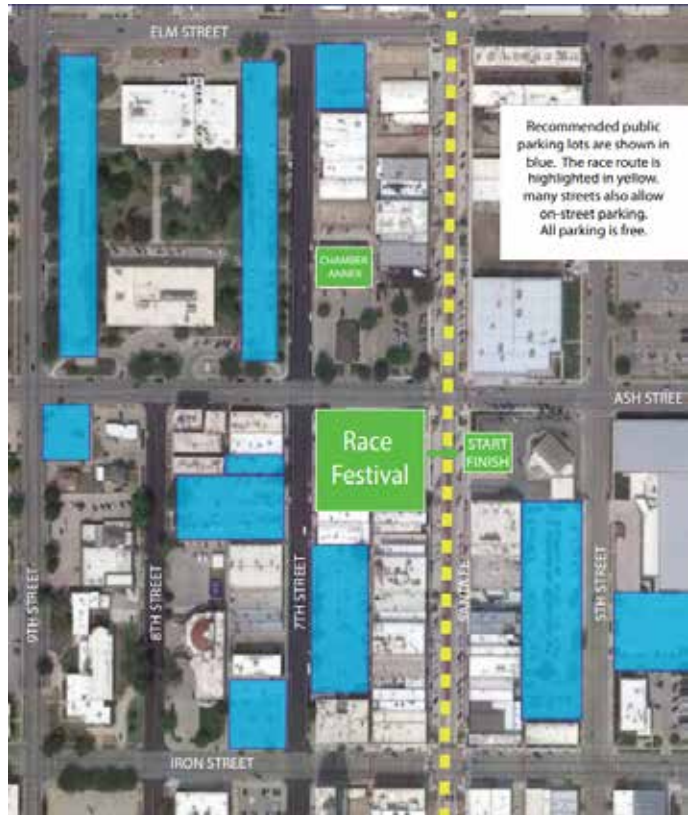 ELM STREET
Recommended public
parking lots are shown in
blue. The race route is
highlighted in yellow.
many streets also allow
on-street parking.
All parking is free.
CHAMBER
ANNEX
ASH STREE
Race
Festival
START
FINISH
9TH STREET
8TH STREET
7TH STREET
SANTA FE
5TH STREET
IRON STREET